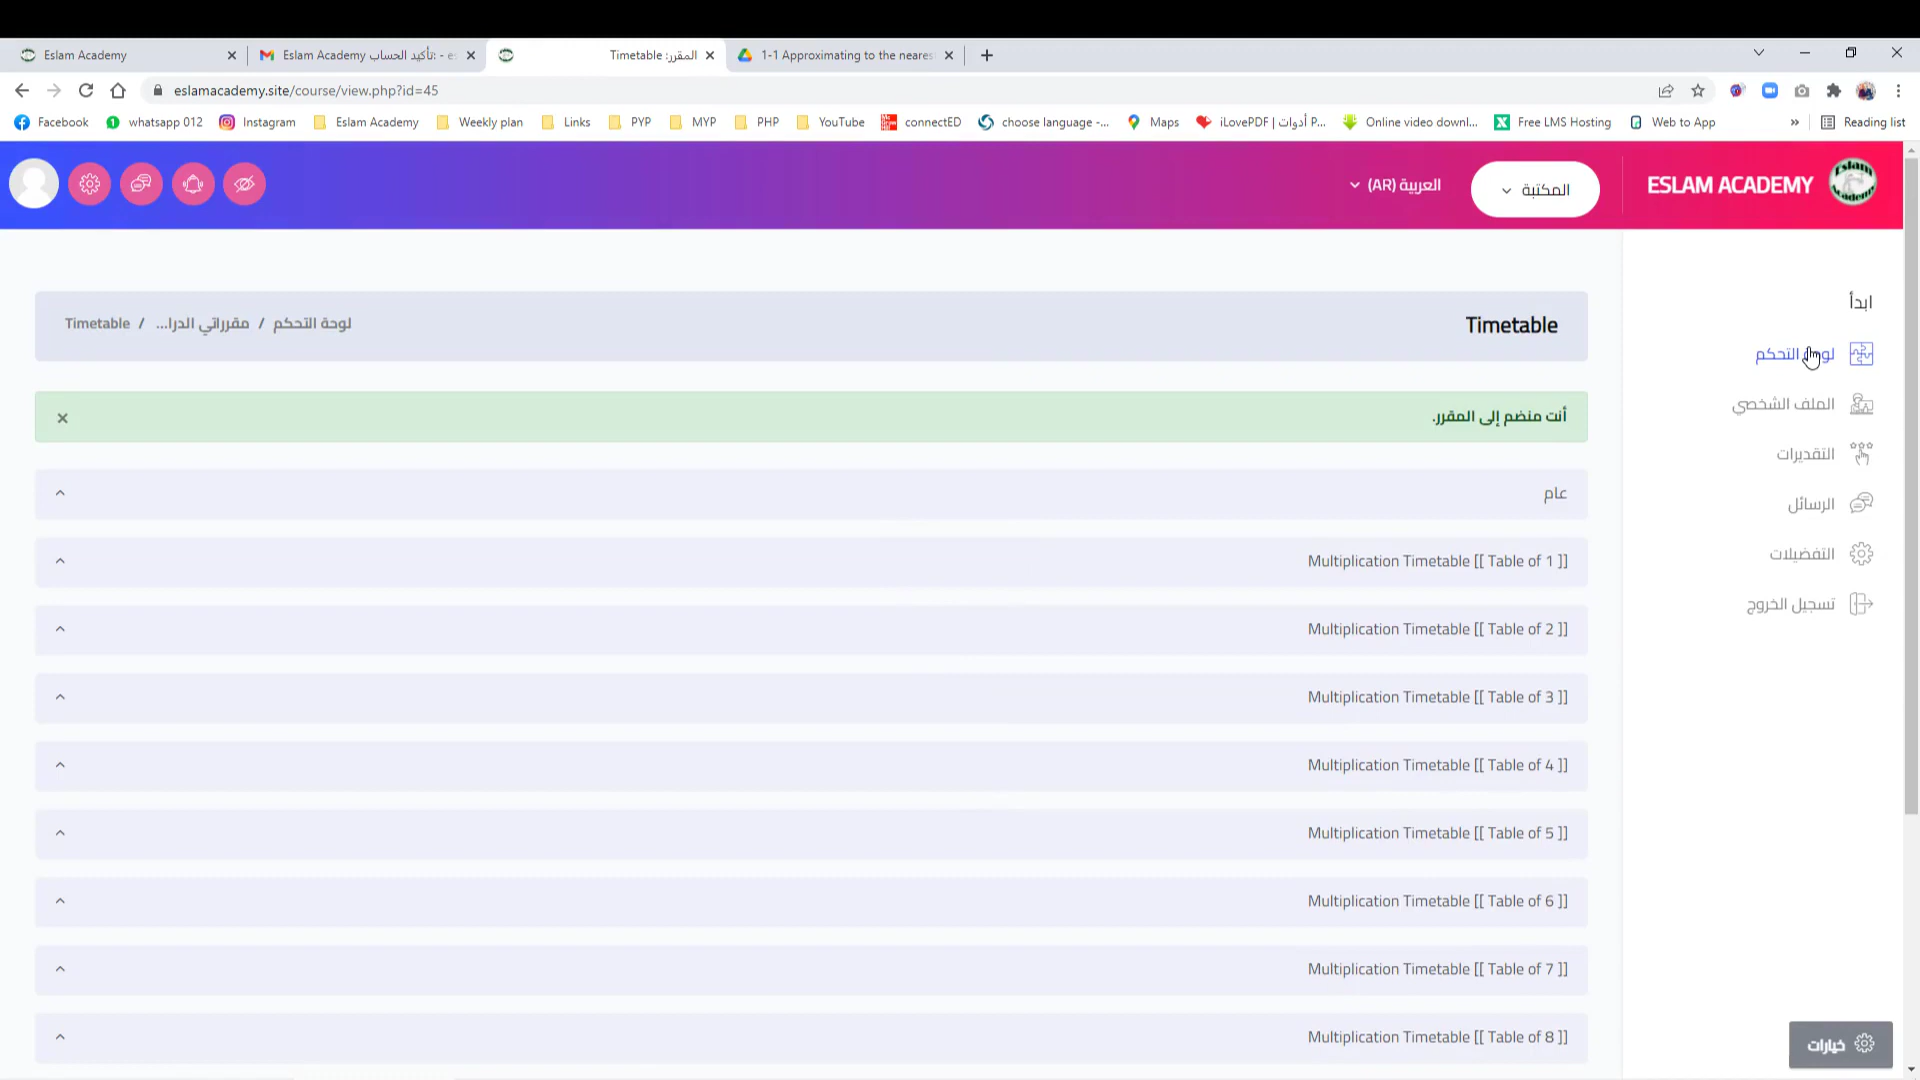 Eslam Academy
Eslam Academy تأكيد الحساب: - es
المقرر: Timetable
1-1 Approximating to the neares
eslamacademy.site/course/view.php?id=45
Facebook
whatsapp 012
Instagram
Eslam Academy
Weekly plan
Links
PYP
MYP
PHP
YouTube
connectED
choose language -...
Maps
iLovePDF | أدوات P...
Online video downl...
Free LMS Hosting
Web to App
»
Reading list
ESLAM ACADEMY
Eslam Academy
المكتبة
العربية (AR)
Timetable
لوحة التحكم / مقرراتي الدرا... / Timetable
أنت منضم إلى المقرر.
عام
Multiplication Timetable [[ Table of 1 ]]
Multiplication Timetable [[ Table of 2 ]]
Multiplication Timetable [[ Table of 3 ]]
Multiplication Timetable [[ Table of 4 ]]
Multiplication Timetable [[ Table of 5 ]]
Multiplication Timetable [[ Table of 6 ]]
Multiplication Timetable [[ Table of 7 ]]
Multiplication Timetable [[ Table of 8 ]]
ابدأ
لوحة التحكم
الملف الشخصي
التقديرات
الرسائل
التفضيلات
تسجيل الخروج
خيارات